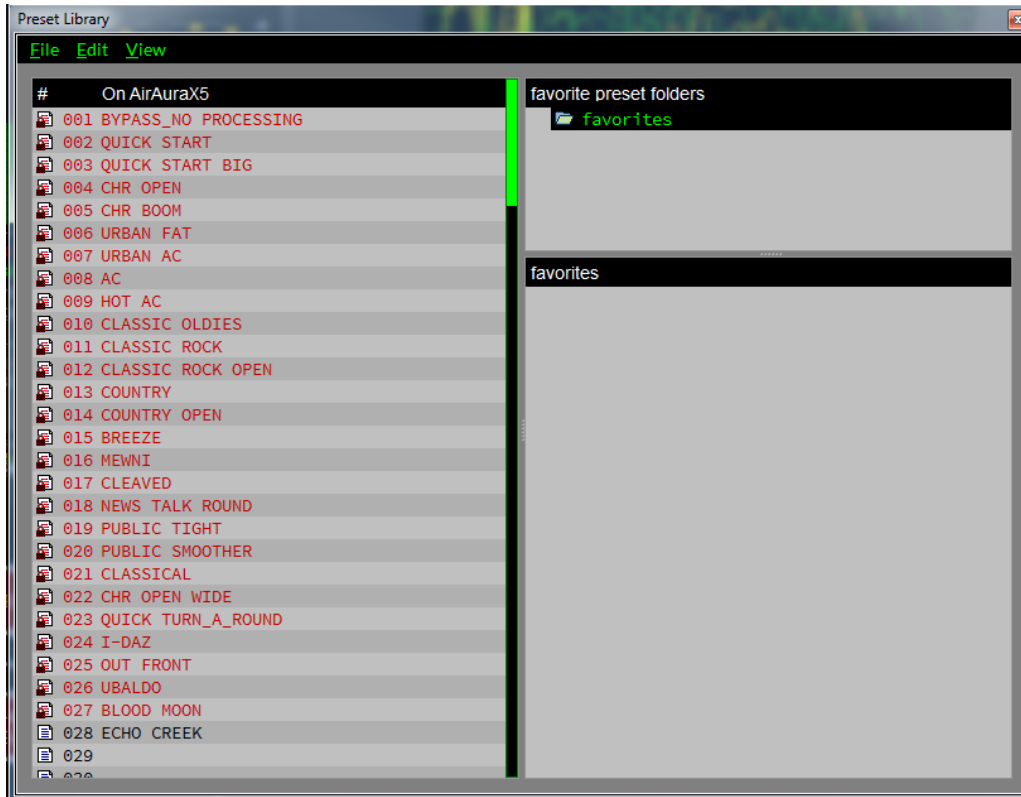 Preset Library
File Edit View
# On AirAuraX5
001 BYPASS_NO PROCESSING
002 QUICK START
003 QUICK START BIG
004 CHR OPEN
005 CHR BOOM
006 URBAN FAT
007 URBAN AC
008 AC
009 HOT AC
010 CLASSIC OLDIES
011 CLASSIC ROCK
012 CLASSIC ROCK OPEN
013 COUNTRY
014 COUNTRY OPEN
015 BREEZE
016 MEWNI
017 CLEAVED
018 NEWS TALK ROUND
019 PUBLIC TIGHT
020 PUBLIC SMOOTHER
021 CLASSICAL
022 CHR OPEN WIDE
023 QUICK TURN_A_ROUND
024 I-DAZ
025 OUT FRONT
026 UBALDO
027 BLOOD MOON
028 ECHO CREEK
029
favorite preset folders
favorites
favorites